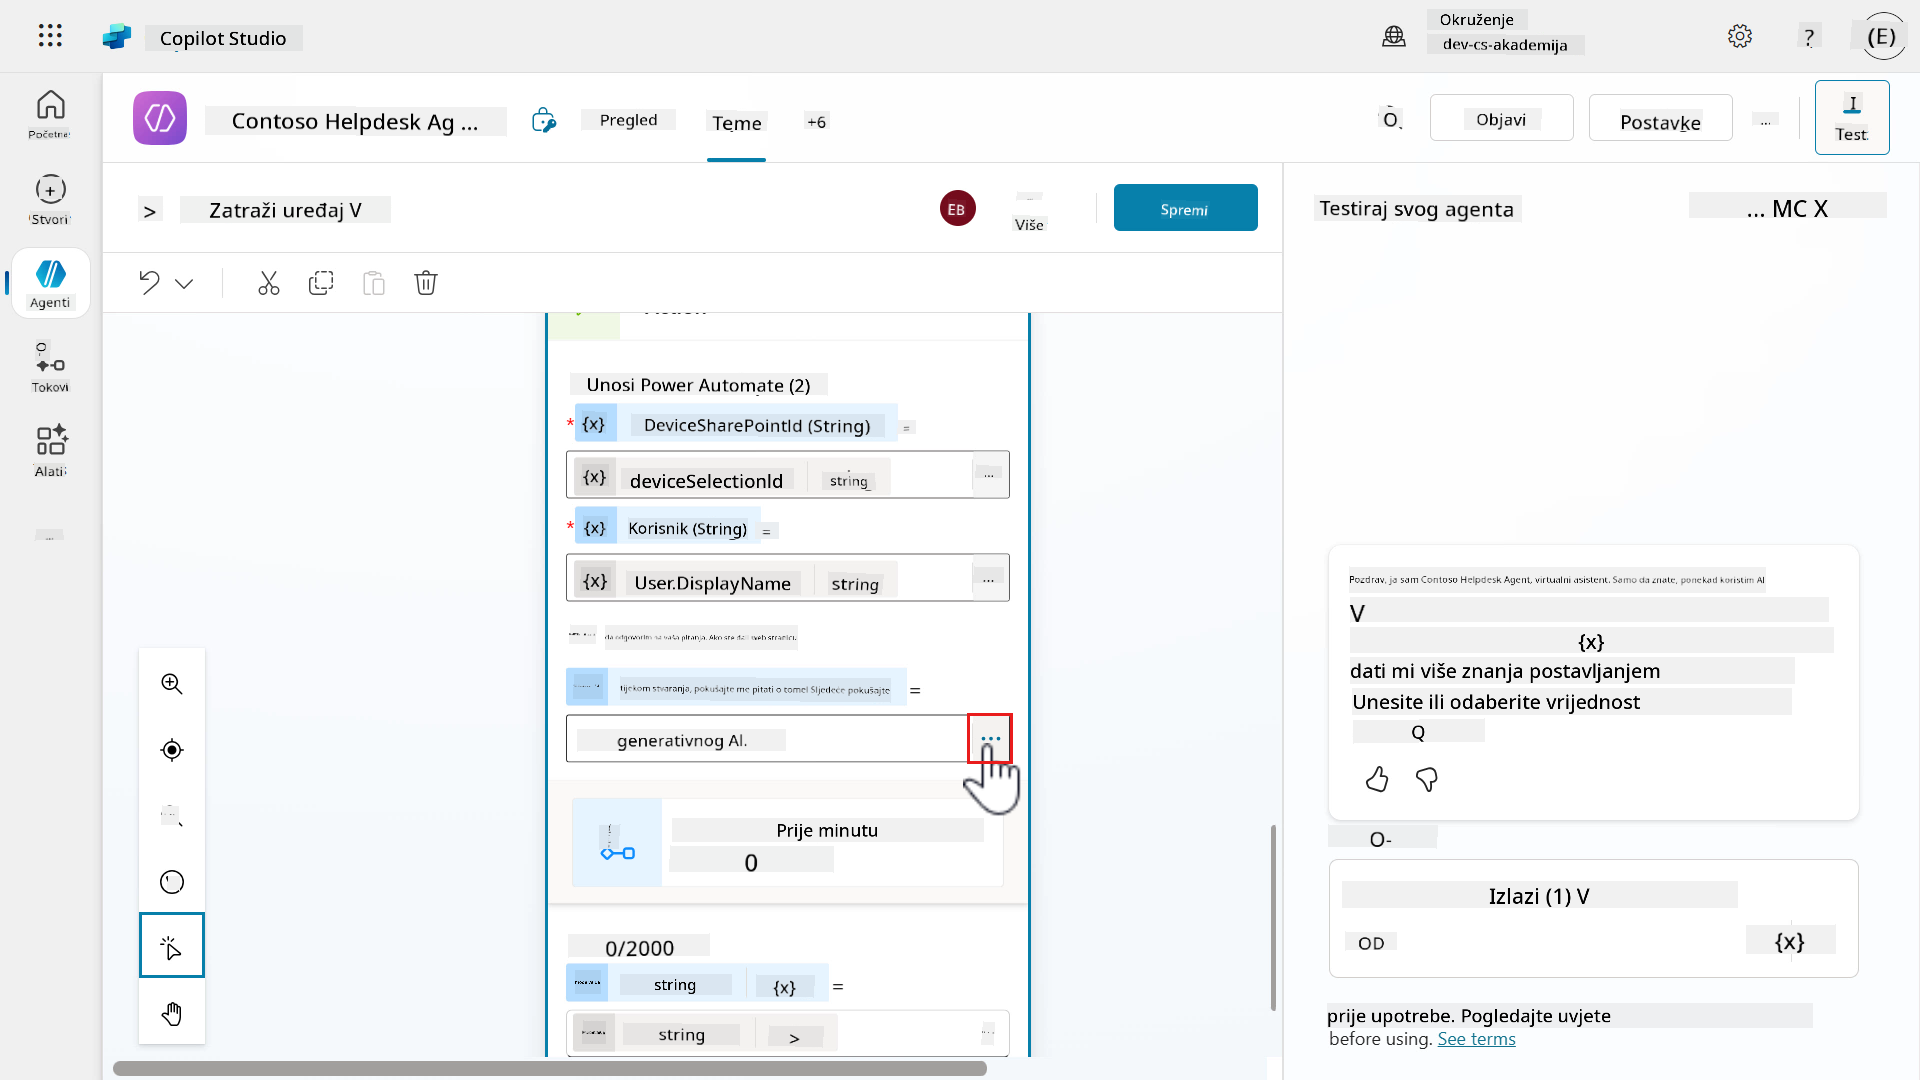 Copilot Studio
Okruženje
dev-cs-akademija
?
(E)
Početna
Stvori
Agenti
Tokovi
Alati
Contoso Helpdesk Ag ...
Pregled
Teme
+6
Objavi
Postavke
...
I
Test
> Zatraži uređaj V
EB
Više
Spremi
Unosi Power Automate (2)
* {x} DeviceSharePointId (String) =
{x} deviceSelectionId string ...
* {x} Korisnik (String) =
{x} User.DisplayName string ...
da odgovorim na vaša pitanja. Ako ste dali web stranicu
tijekom stvaranja, pokušajte me pitati o tome! Sljedeće pokušajte =
generativnog AI. ...
Prije minutu
0
0/2000
string {x} =
string >
Testiraj svog agenta
... MC X
Pozdrav, ja sam Contoso Helpdesk Agent, virtualni asistent. Samo da znate, ponekad koristim AI
V
{x}
dati mi više znanja postavljanjem
Unesite ili odaberite vrijednost
Q
O-
Izlazi (1) V
OD
{x}
prije upotrebe. Pogledajte uvjete
before using. See terms